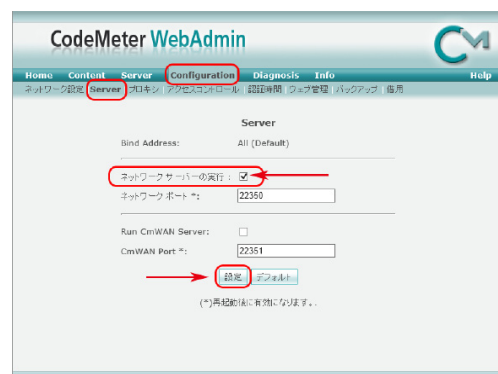 CodeMeter WebAdmin
CM
Home Content Server Configuration Diagnosis Info Help
ネットワーク設定 Server プロキシ アクセスコントロール 認証時間 ウェブ管理 バックアップ 借用
Server
Bind Address: All (Default)
ネットワークサーバーの実行:
ネットワークポート *: 22350
Run CmWAN Server:
CmWAN Port *: 22351
設定 デフォルト
(*)再起動後に有効になります。.